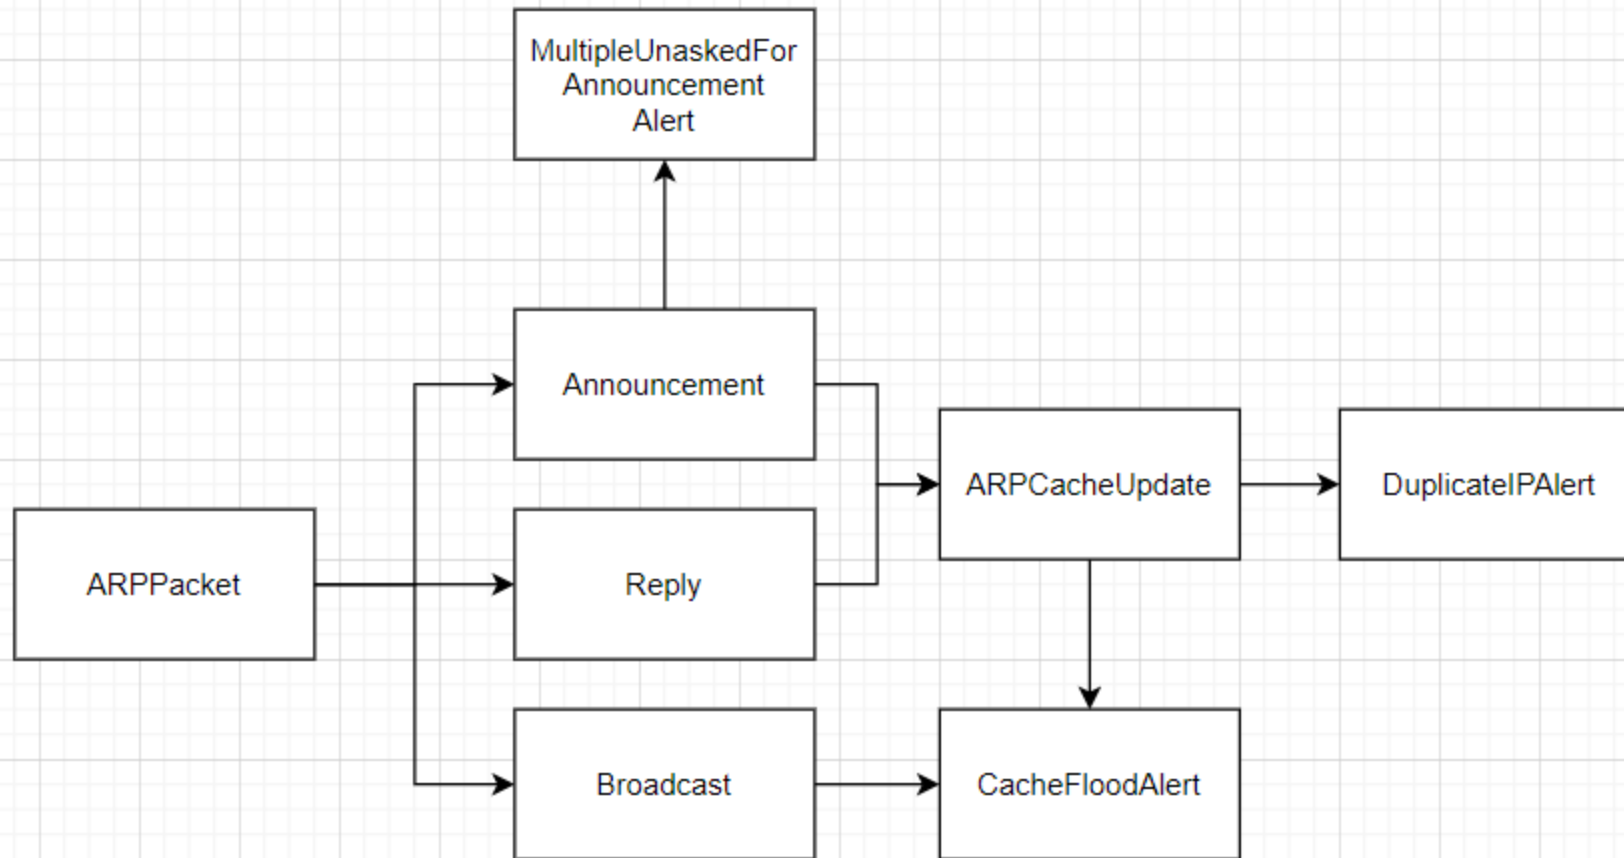 MultipleUnaskedFor
Announcement
Alert
Announcement
ARPCacheUpdate
DuplicateIPAlert
ARPPacket
Reply
Broadcast
CacheFloodAlert